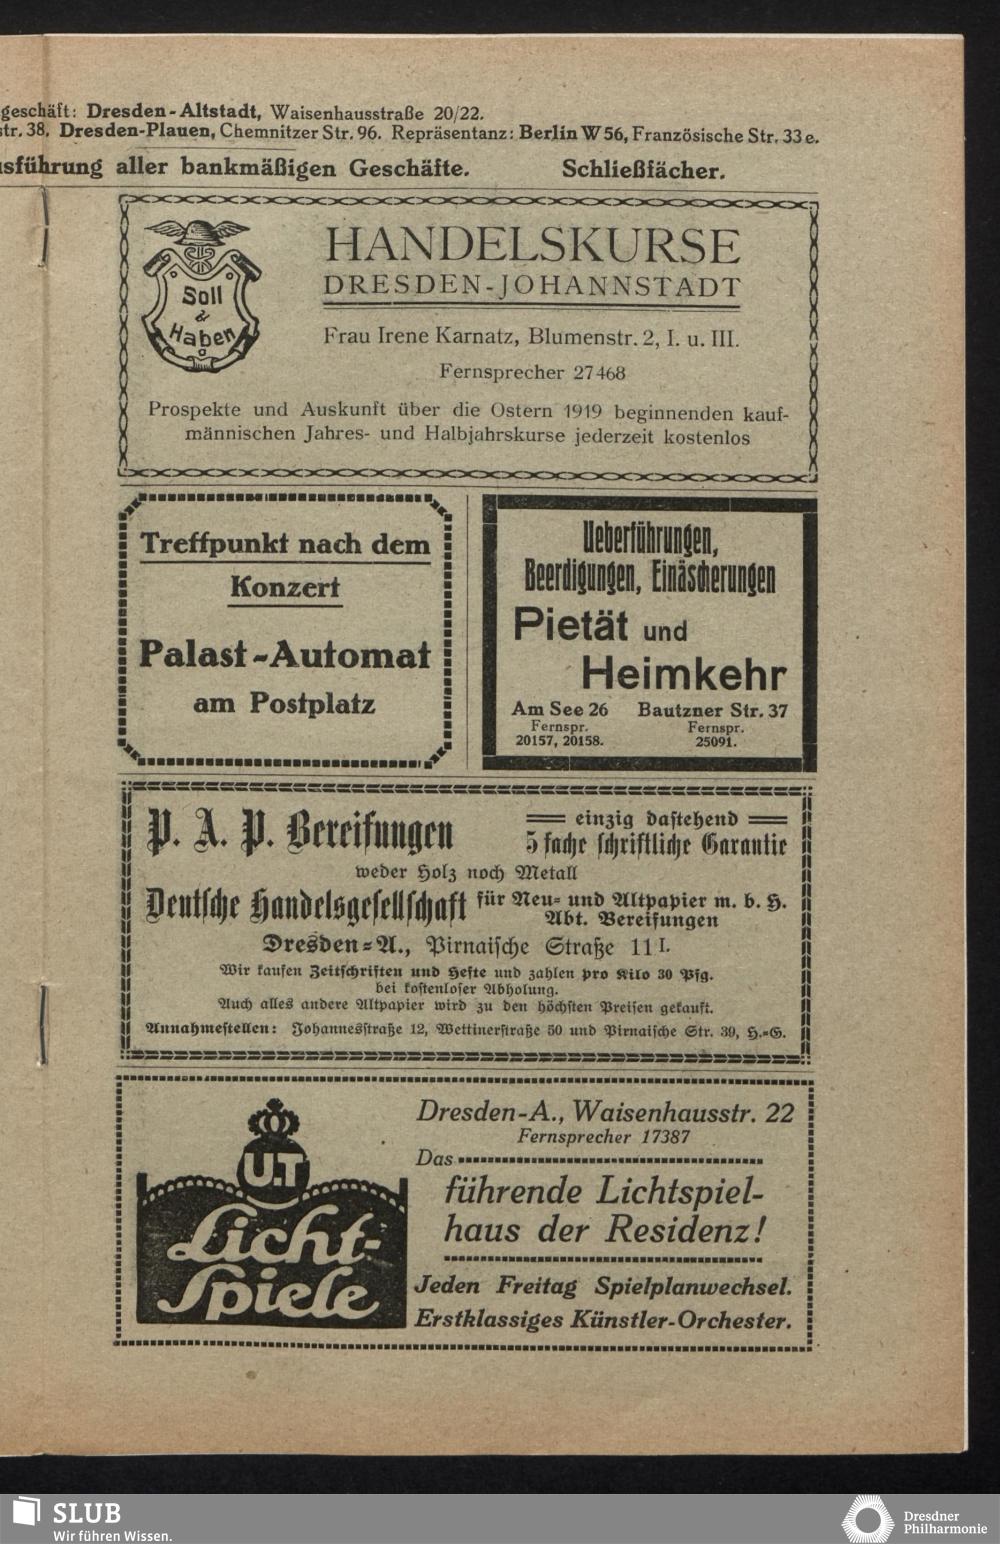 geschäft: Dresden-Altstadt, Waisenhausstraße 20/22.
str. 38, Dresden-Plauen, Chemnitzer Str. 96. Repräsentanz: Berlin W 56, Französische Str. 33 e.
usführung aller bankmäßigen Geschäfte. Schließfächer.
Soll
&
Haben
HANDELSKURSE
DRESDEN-JOHANNSTADT
Frau Irene Karnatz, Blumenstr. 2, I. u. III.
Fernsprecher 27468
Prospekte und Auskunft über die Ostern 1919 beginnenden kauf-
männischen Jahres- und Halbjahrskurse jederzeit kostenlos
Treffpunkt nach dem
Konzert
Palast-Automat
am Postplatz
Ueberführungen,
Beerdigungen, Einäscherungen
Pietät und
Heimkehr
Am See 26 Bautzner Str. 37
Fernspr. Fernspr.
20157, 20158. 25091.
P. A. P. Bereifungen
einzig dastehend
5 fache schriftliche Garantie
weder Holz noch Metall
Deutsche Handelsgesellschaft für Neu- und Altpapier m. b. H.
Abt. Bereifungen
Dresden-A., Pirnaische Straße 11 I.
Wir kaufen Zeitschriften und Hefte und zahlen pro Kilo 30 Pfg.
bei kostenloser Abholung.
Auch alles andere Altpapier wird zu den höchsten Preisen gekauft.
Annahmestellen: Johannesstraße 12, Wettinerstraße 50 und Pirnaische Str. 39, H.-G.
U.T
Licht-
Spiele
Dresden-A., Waisenhausstr. 22
Fernsprecher 17387
Das
führende Lichtspiel-
haus der Residenz!
Jeden Freitag Spielplanwechsel.
Erstklassiges Künstler-Orchester.
SLUB
Wir führen Wissen.
Dresdner
Philharmonie